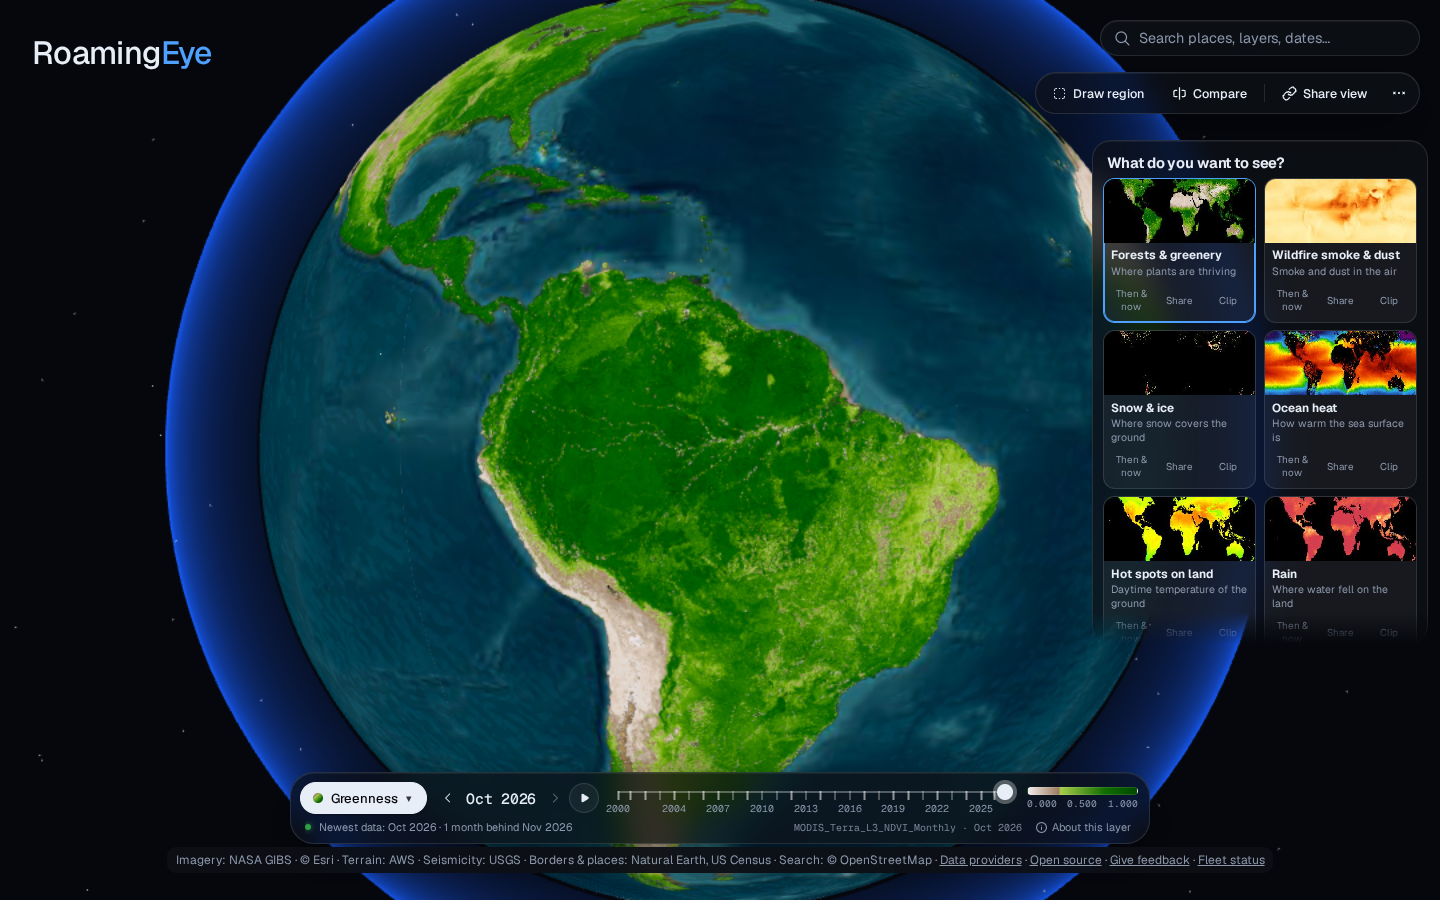 RoamingEye
Search places, layers, dates...
Draw region
Compare
Share view
What do you want to see?
Forests & greenery
Where plants are thriving
Then & now
Share
Clip
Wildfire smoke & dust
Smoke and dust in the air
Then & now
Share
Clip
Snow & ice
Where snow covers the ground
Then & now
Share
Clip
Ocean heat
How warm the sea surface is
Then & now
Share
Clip
Hot spots on land
Daytime temperature of the ground
Then &
Share
Clip
Rain
Where water fell on the land
Then &
Share
Clip
Greenness
Oct 2026
2000 2004 2007 2010 2013 2016 2019 2022 2025
0.000 0.500 1.000
Newest data: Oct 2026 · 1 month behind Nov 2026
MODIS_Terra_L3_NDVI_Monthly · Oct 2026
About this layer
Imagery: NASA GIBS · © Esri · Terrain: AWS · Seismicity: USGS · Borders & places: Natural Earth, US Census · Search: © OpenStreetMap · Data providers · Open source · Give feedback · Fleet status